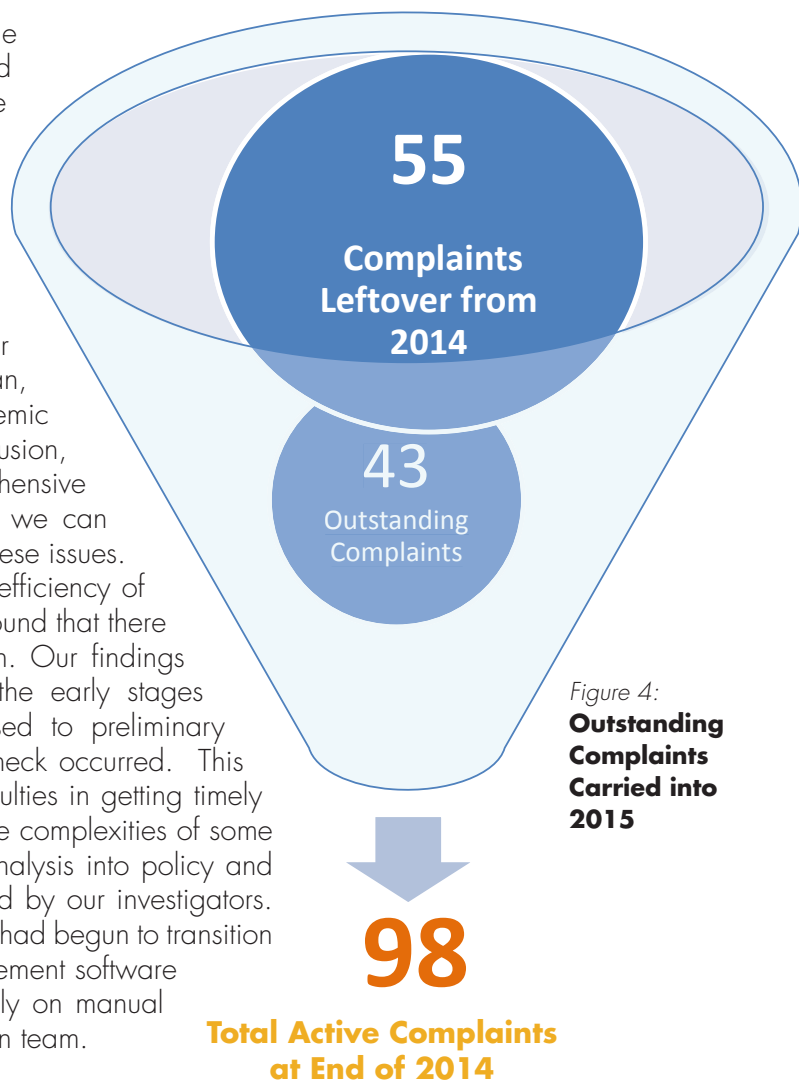 e
d
e
r
an,
emic
usion,
hensive
we can
ese issues.
efficiency of
ound that there
n. Our findings
the early stages
sed to preliminary
neck occurred. This
ulties in getting timely
e complexities of some
nalysis into policy and
d by our investigators.
had begun to transition
ement software
ly on manual
n team.
55
Complaints
Leftover from
2014
43
Outstanding
Complaints
Figure 4:
Outstanding
Complaints
Carried into
2015
98
Total Active Complaints
at End of 2014